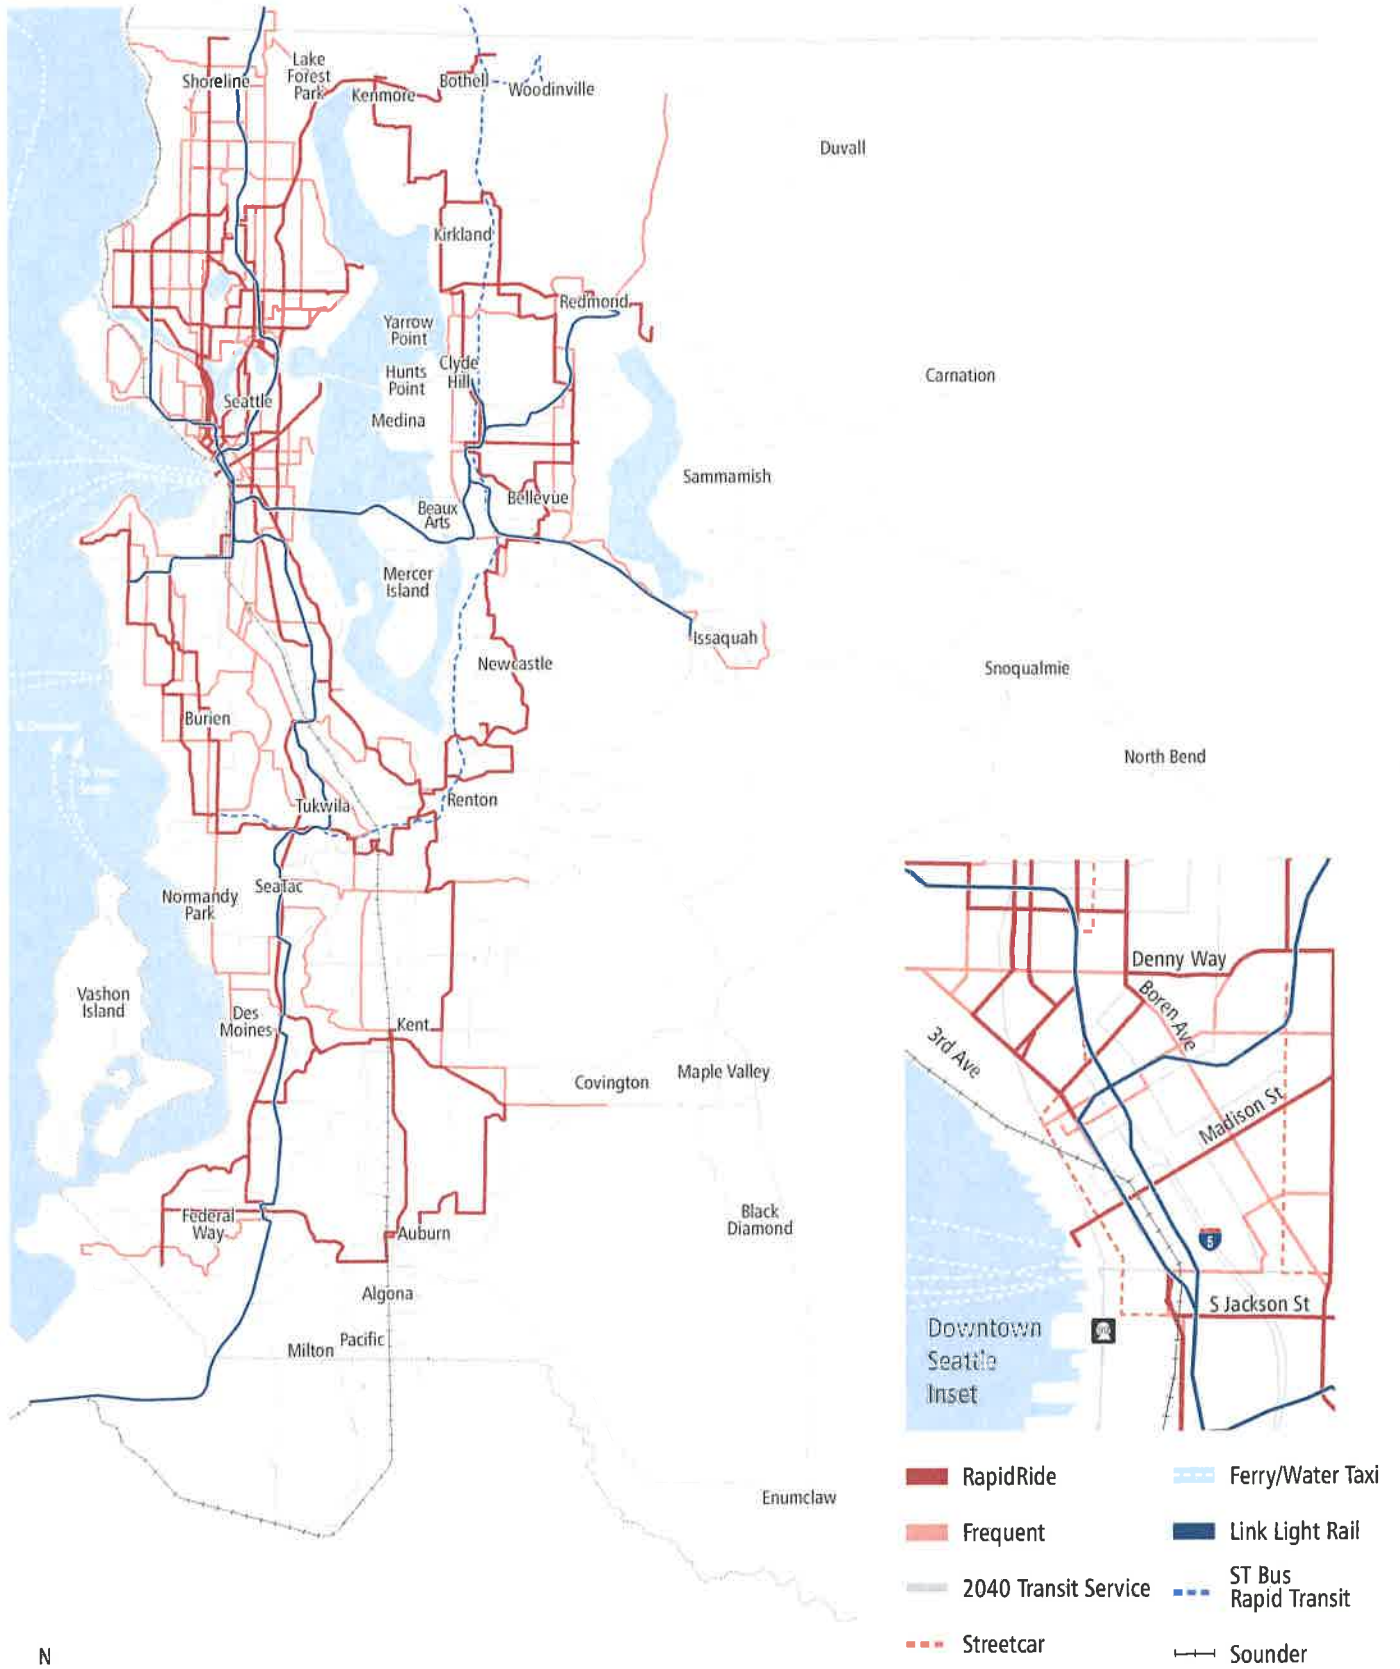 Shoreline
Lake
Forest
Park
Kenmore
Bothell
Woodinville
Duvall
Kirkland
Redmond
Yarrow
Point
Hunts
Point
Clyde
Hill
Medina
Seattle
Carnation
Sammamish
Bellevue
Beaux
Arts
Mercer
Island
Issaquah
Newcastle
Snoqualmie
Burien
North Bend
Tukwila
Renton
SeaTac
Normandy
Park
Vashon
Island
Des
Moines
Kent
Covington
Maple Valley
Federal
Way
Auburn
Black
Diamond
Algona
Pacific
Milton
Enumclaw
N
Denny Way
Boren Ave
3rd Ave
Madison St
5
S Jackson St
Downtown
Seattle
Inset
RapidRide
Frequent
2040 Transit Service
Streetcar
Ferry/Water Taxi
Link Light Rail
ST Bus
Rapid Transit
Sounder